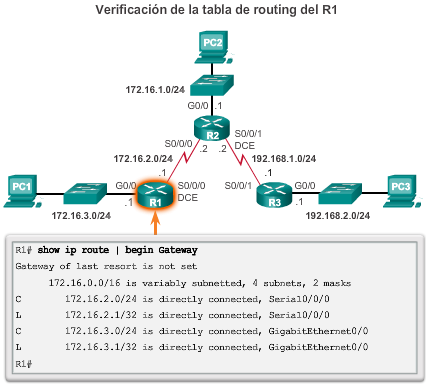 Verificación de la tabla de routing del R1
PC2
172.16.1.0/24
G0/0 .1
R2
S0/0/0 .2
.2 S0/0/1
DCE
172.16.2.0/24
192.168.1.0/24
.1
.1
PC1
G0/0
.1
R1
S0/0/0
DCE
172.16.3.0/24
S0/0/1
R3
G0/0
.1
PC3
192.168.2.0/24
R1# show ip route | begin Gateway
Gateway of last resort is not set
172.16.0.0/16 is variably subnetted, 4 subnets, 2 masks
C 172.16.2.0/24 is directly connected, Serial0/0/0
L 172.16.2.1/32 is directly connected, Serial0/0/0
C 172.16.3.0/24 is directly connected, GigabitEthernet0/0
L 172.16.3.1/32 is directly connected, GigabitEthernet0/0
R1#